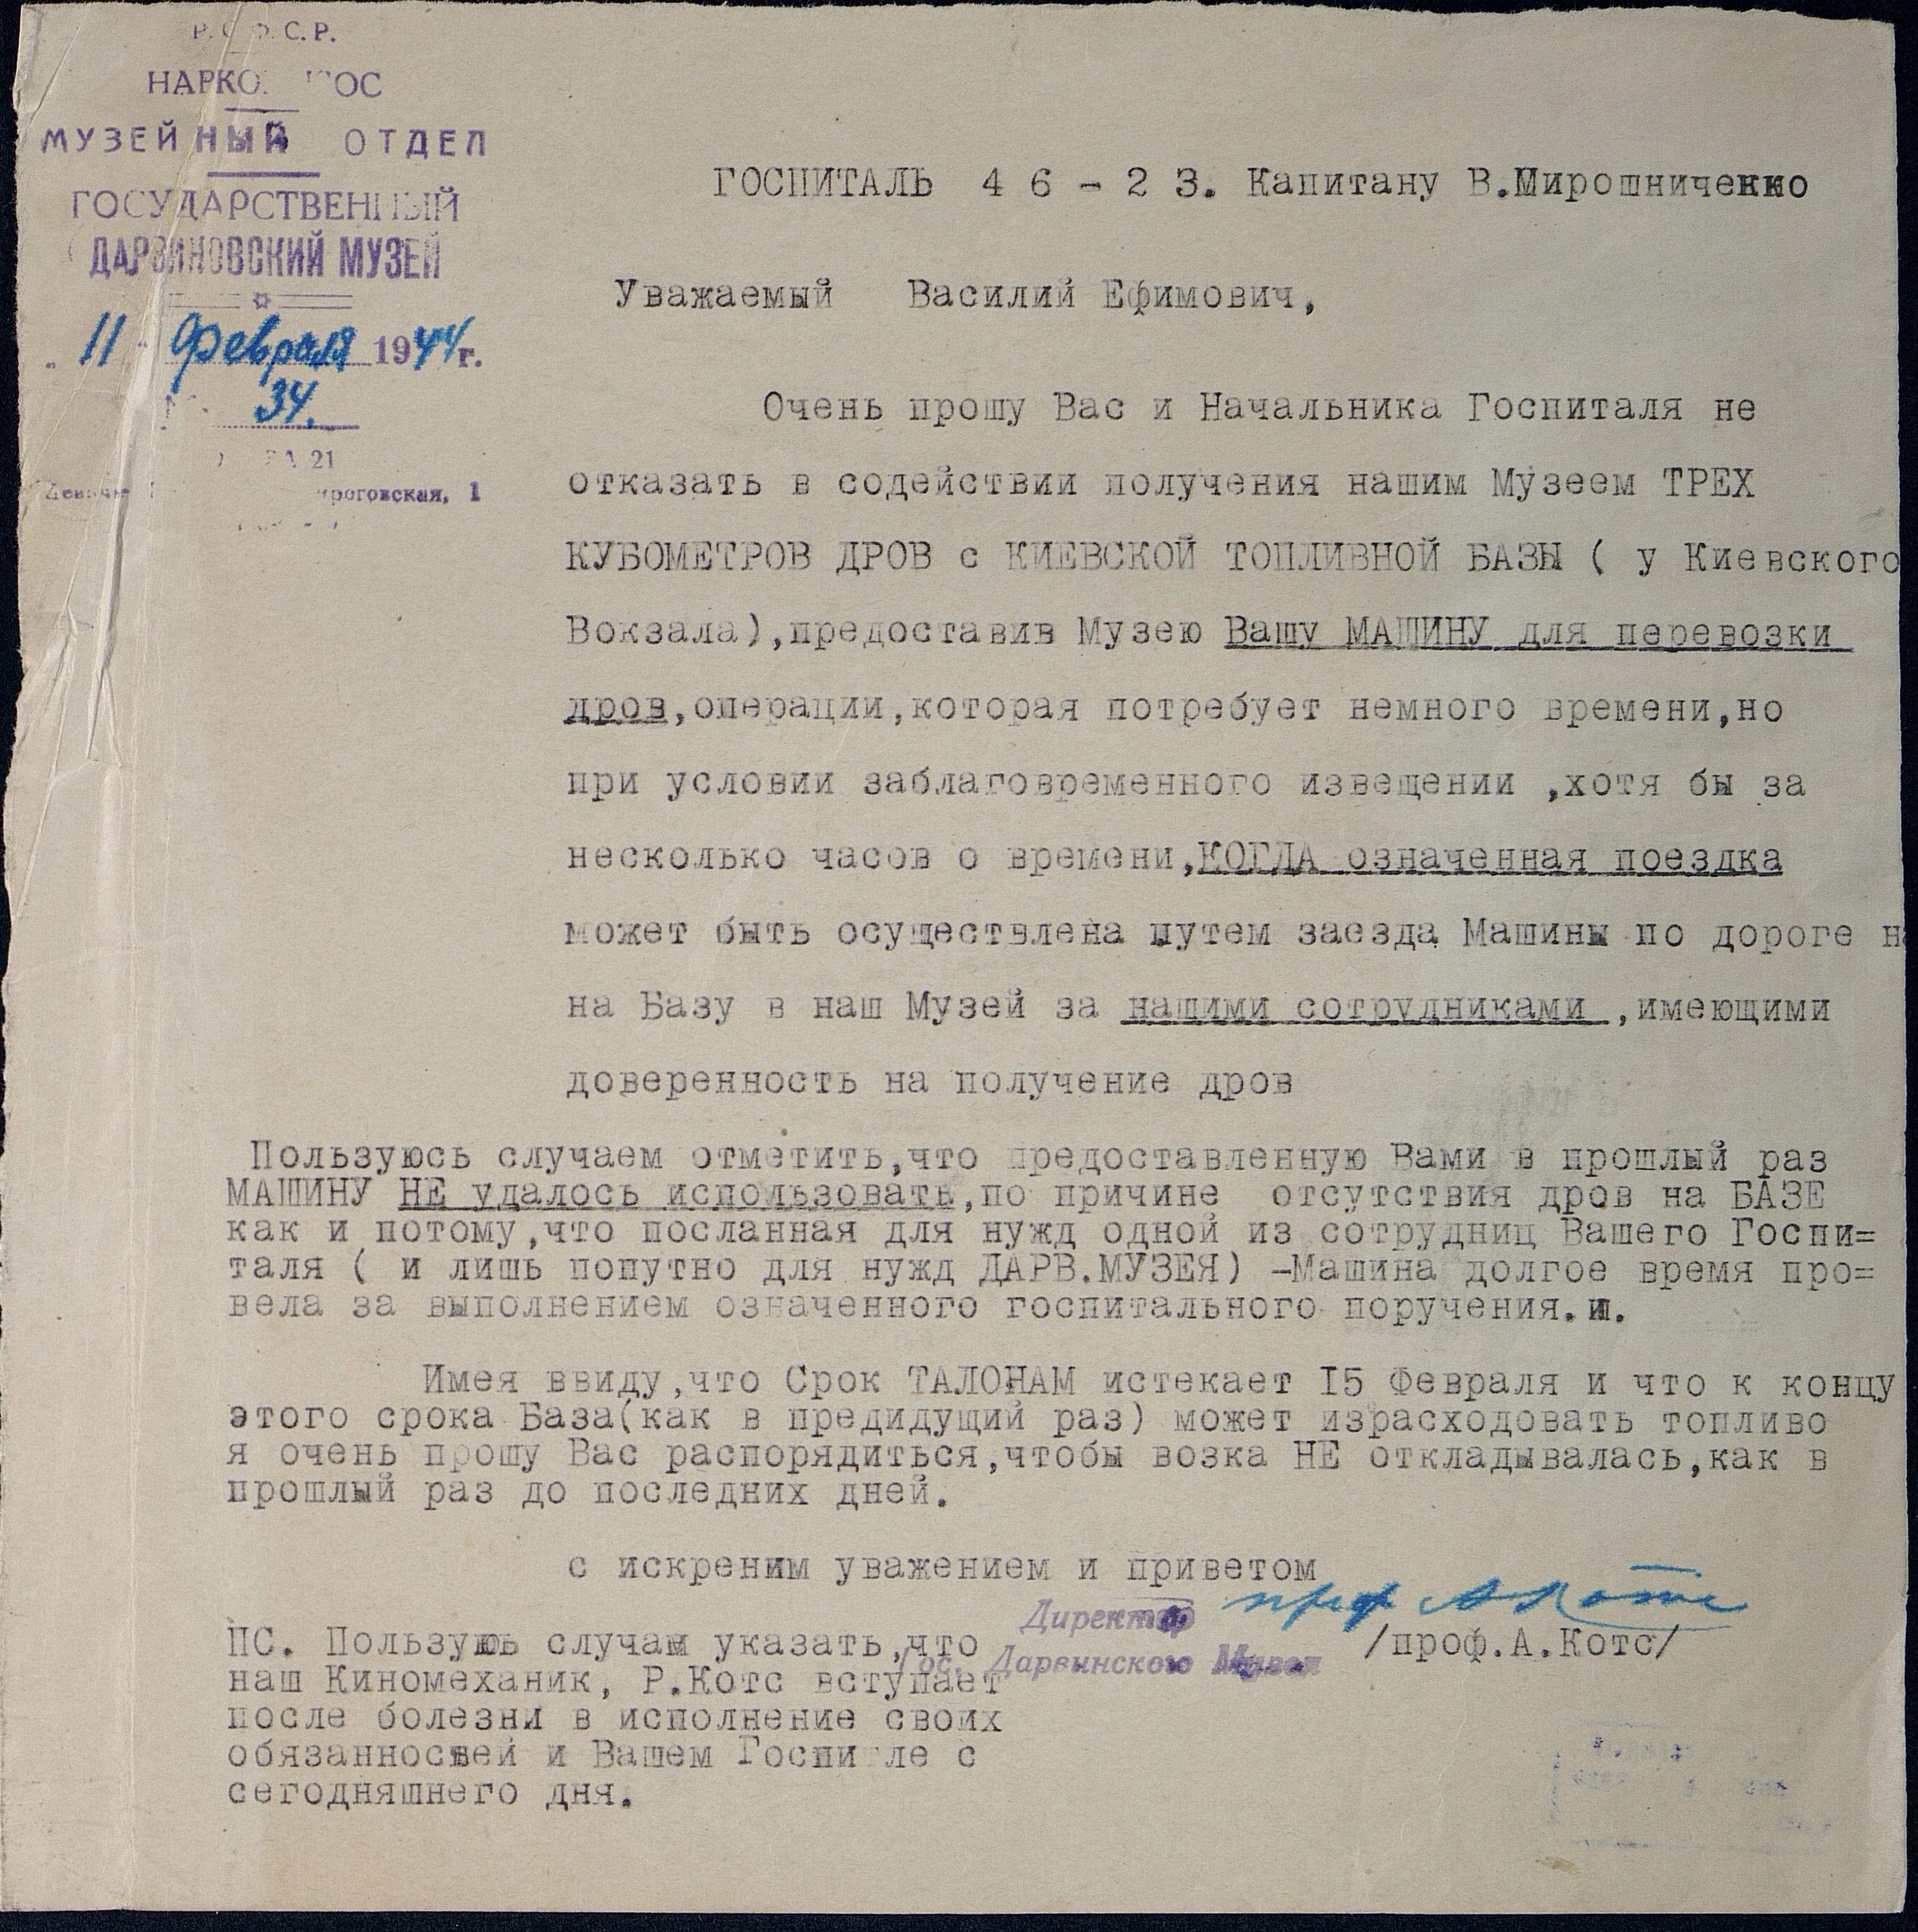 Р.С.Ф.С.Р.
МУЗЕЙНЫЙ ОТДЕЛ
ГОСУДАРСТВЕННЫЙ
ДАРВИНОВСКИЙ МУЗЕЙ
„ 11 " Февраля 1944 г.
34.
21
1
ГОСПИТАЛЬ 4 6 - 2 3. Капитану В.Мирошниченко
Уважаемый Василий Ефимович,
Очень прошу Вас и Начальника Госпиталя не
отказать в содействии получения нашим Музеем ТРЕХ
КУБОМЕТРОВ ДРОВ с КИЕВСКОЙ ТОПЛИВНОЙ БАЗЫ ( у Киевского
Вокзала),предоставив Музею Вашу МАШИНУ для перевозки
дров,операции,которая потребует немного времени,но
при условии заблаговременного извещении ,хотя бы за
несколько часов о времени,КОГДА означенная поездка
может быть осуществлена путем заезда Машины по дороге на
на Базу в наш Музей за нашими сотрудниками ,имеющими
доверенность на получение дров
Пользуюсь случаем отметить,что предоставленную Вами в прошлый раз
МАШИНУ НЕ удалось использовать,по причине отсутствия дров на БАЗЕ
как и потому,что посланная для нужд одной из сотрудниц Вашего Госпи=
таля ( и лишь попутно для нужд ДАРВ.МУЗЕЯ) -Машина долгое время про=
вела за выполнением означенного госпитального поручения.и.
Имея ввиду,что Срок ТАЛОНАМ истекает I5 Февраля и что к концу
этого срока База(как в предидущий раз) может израсходовать топливо
я очень прошу Вас распорядиться,чтобы возка НЕ откладывалась,как в
прошлый раз до последних дней.
с искреним уважением и приветом
Директор проф А Котс
Гос. Дарвинского Музея /проф.А.Котс/
ПС. Пользуюсь случам указать,что
наш Киномеханик, Р.Котс вступает
после болезни в исполнение своих
обязанностей и Вашем Госпитле с
сегодняшнего дня.